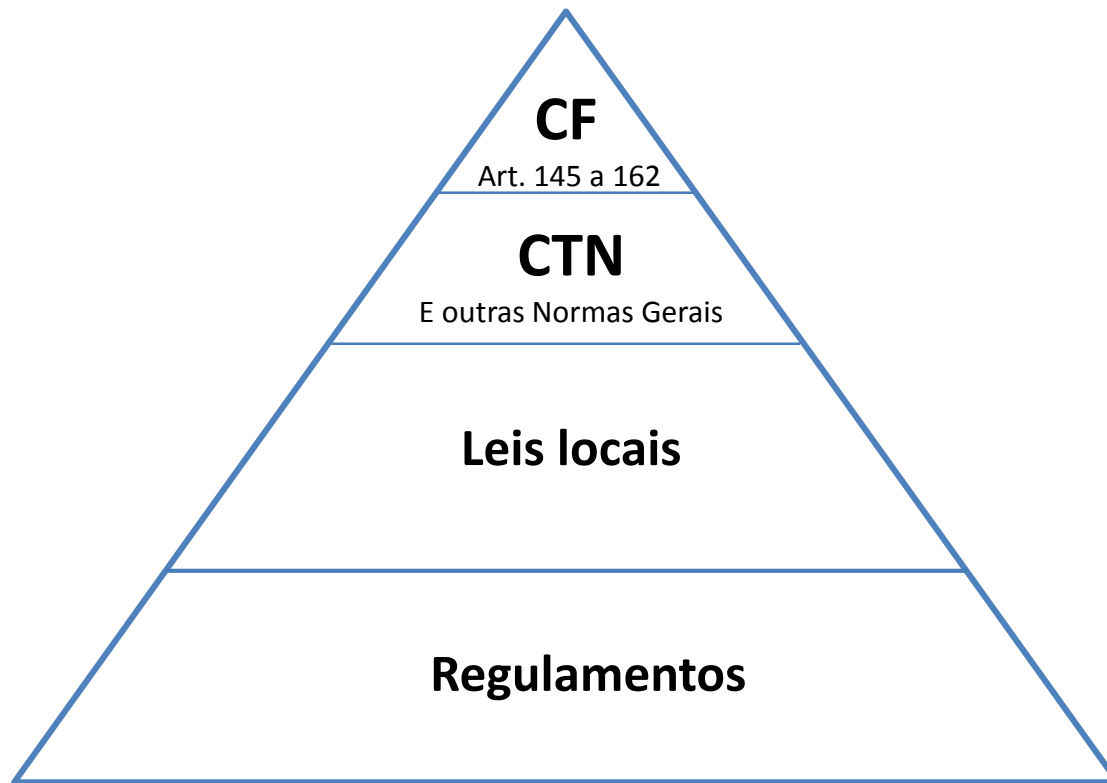 CF
Art. 145 a 162
CTN
E outras Normas Gerais
Leis locais
Regulamentos